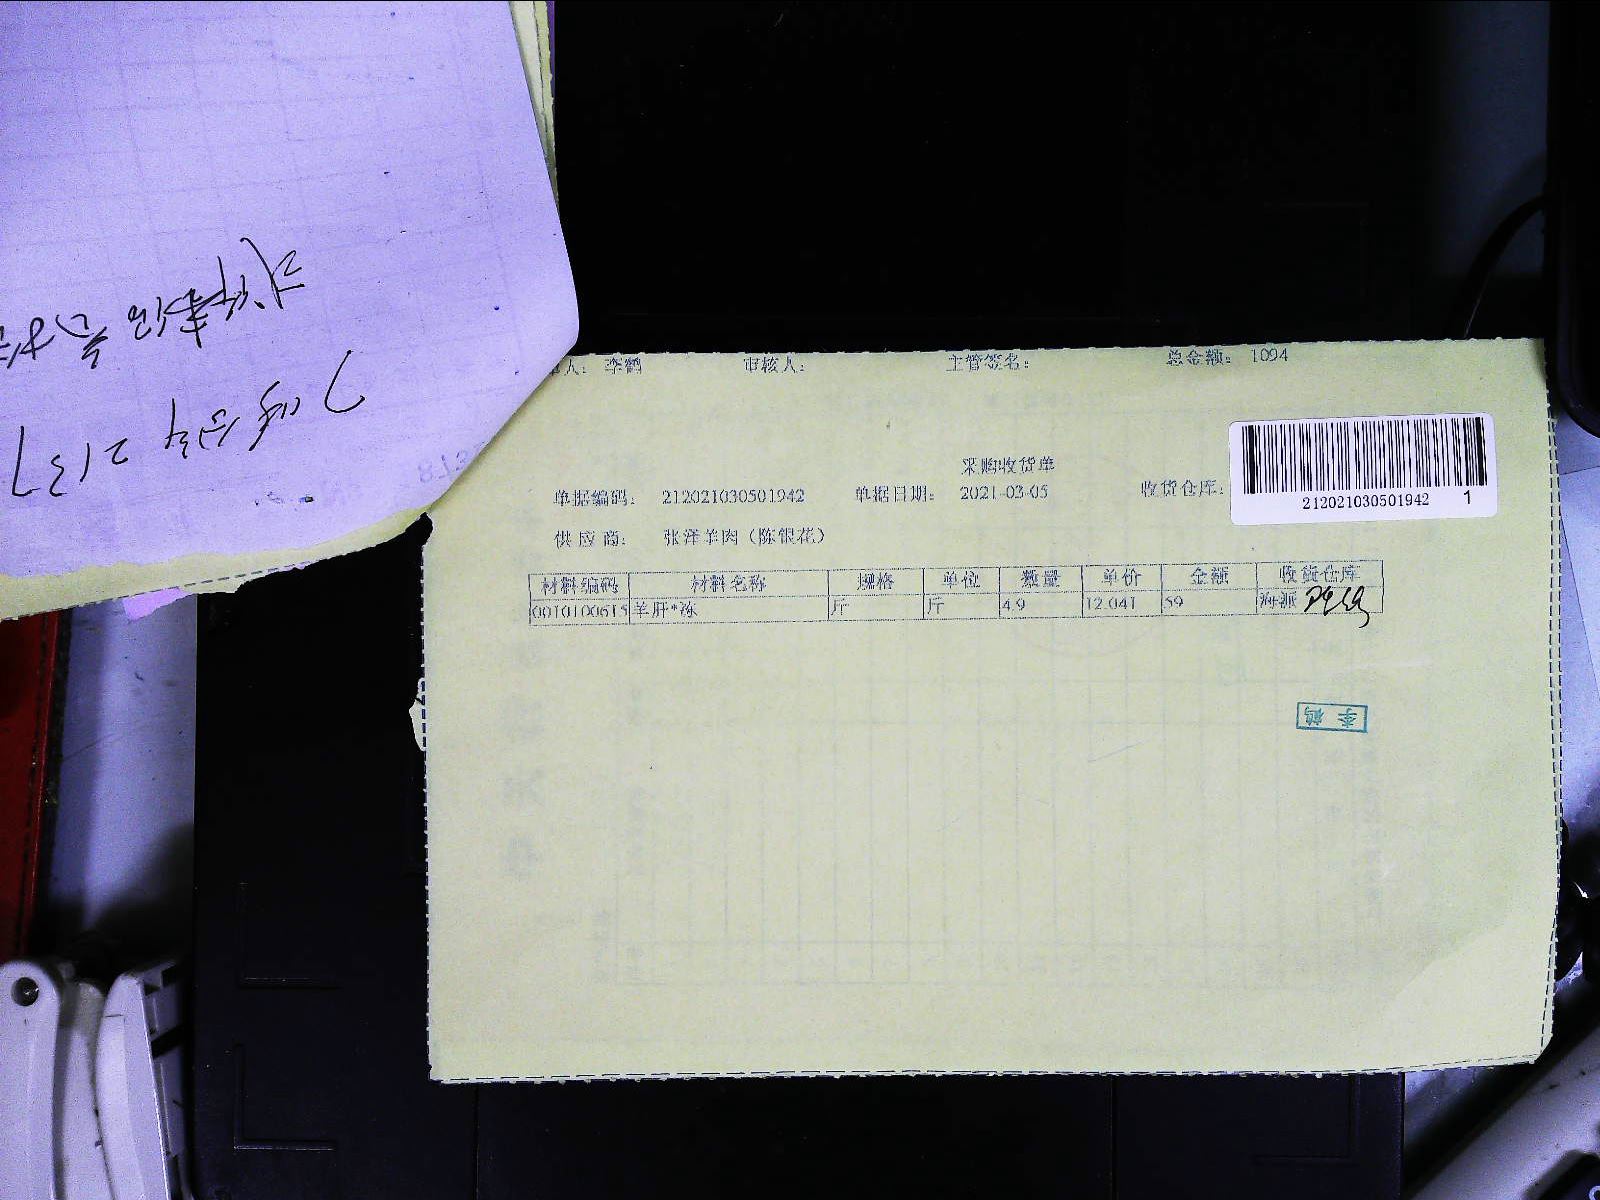 2137
人：李鹤 审核人： 主管签名： 总金额：1094
采购收货单
单据编码：212021030501942 单据日期：2021-03-05 收货仓库：
212021030501942 1
供应商：张洋羊肉（陈银花）
材料编码 材料名称 规格 单位 数量 单价 金额 收货仓库
0010100615 羊肝*冻 斤 斤 4.9 12.041 59 海派
李鹤